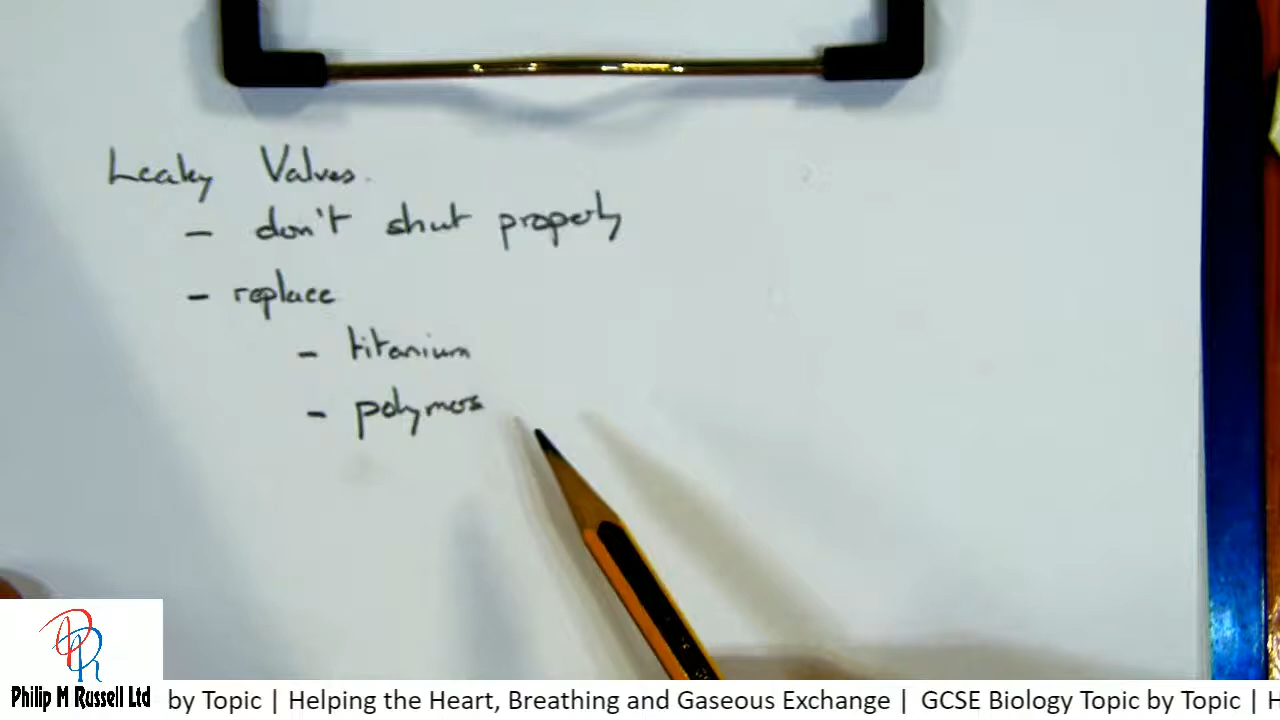 Leaky Valves.
- don't shut properly
- replace
- titanium
- polymers
Philip M Russell Ltd
by Topic | Helping the Heart, Breathing and Gaseous Exchange | GCSE Biology Topic by Topic | H